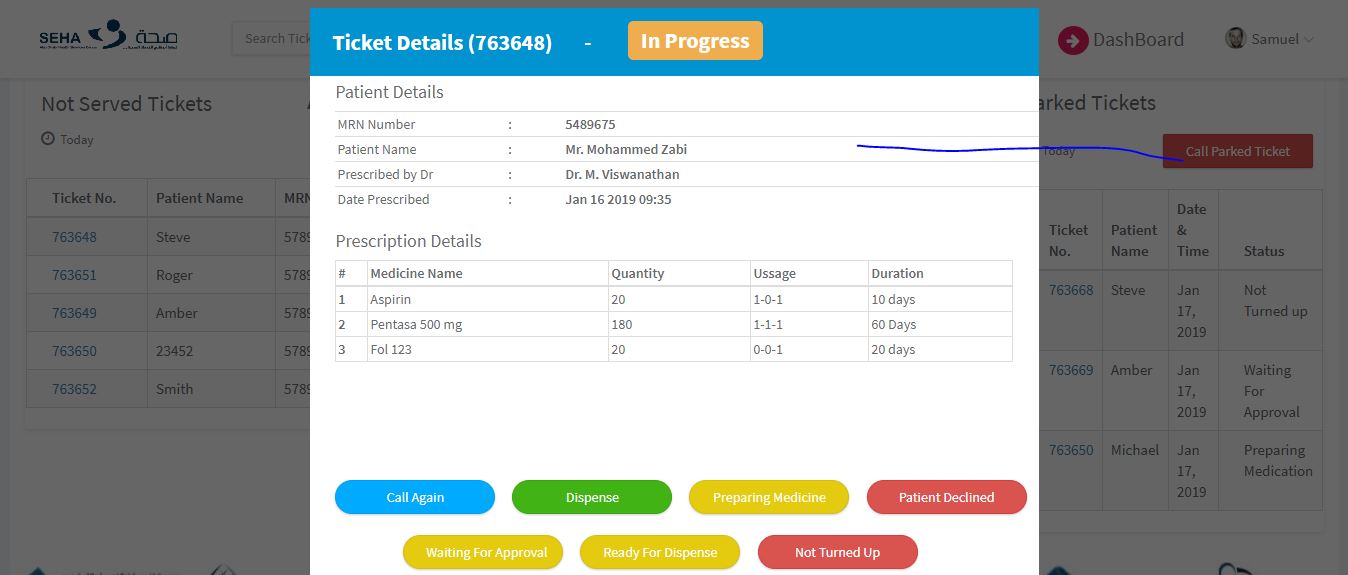 SEHA صحة
Search Tick
DashBoard
Samuel
Ticket Details (763648) - In Progress
Not Served Tickets
Today
Ticket No. Patient Name MRN
763648 Steve 5789
763651 Roger 5789
763649 Amber 5789
763650 23452 5789
763652 Smith 5789
Patient Details
MRN Number : 5489675
Patient Name : Mr. Mohammed Zabi
Prescribed by Dr : Dr. M. Viswanathan
Date Prescribed : Jan 16 2019 09:35
Prescription Details
# Medicine Name Quantity Ussage Duration
1 Aspirin 20 1-0-1 10 days
2 Pentasa 500 mg 180 1-1-1 60 Days
3 Fol 123 20 0-0-1 20 days
Call Again Dispense Preparing Medicine Patient Declined
Waiting For Approval Ready For Dispense Not Turned Up
arked Tickets
Today
Call Parked Ticket
Ticket No. Patient Name Date & Time Status
763668 Steve Jan 17, 2019 Not Turned up
763669 Amber Jan 17, 2019 Waiting For Approval
763650 Michael Jan 17, 2019 Preparing Medication